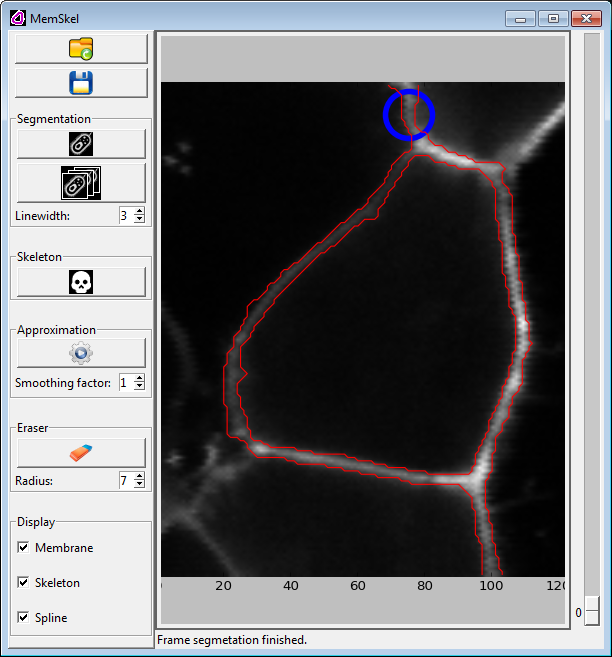 MemSkel
Segmentation
Linewidth: 3
Skeleton
Approximation
Smoothing factor: 1
Eraser
Radius: 7
Display
Membrane
Skeleton
Spline
20 40 60 80 100 120
0
Frame segmetation finished.